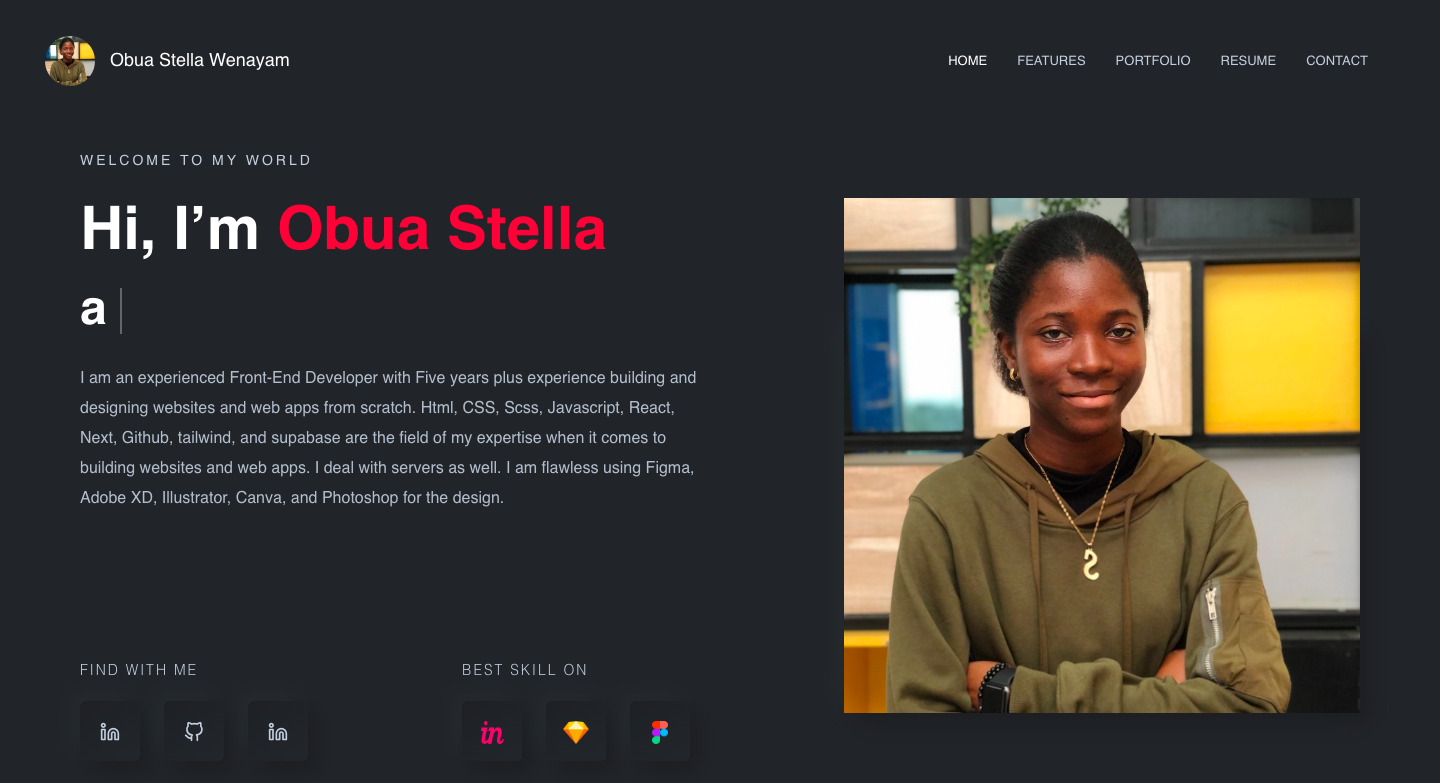 Obua Stella Wenayam
HOME FEATURES PORTFOLIO RESUME CONTACT
WELCOME TO MY WORLD
Hi, I’m Obua Stella
a
I am an experienced Front-End Developer with Five years plus experience building and
designing websites and web apps from scratch. Html, CSS, Scss, Javascript, React,
Next, Github, tailwind, and supabase are the field of my expertise when it comes to
building websites and web apps. I deal with servers as well. I am flawless using Figma,
Adobe XD, Illustrator, Canva, and Photoshop for the design.
FIND WITH ME
BEST SKILL ON
in